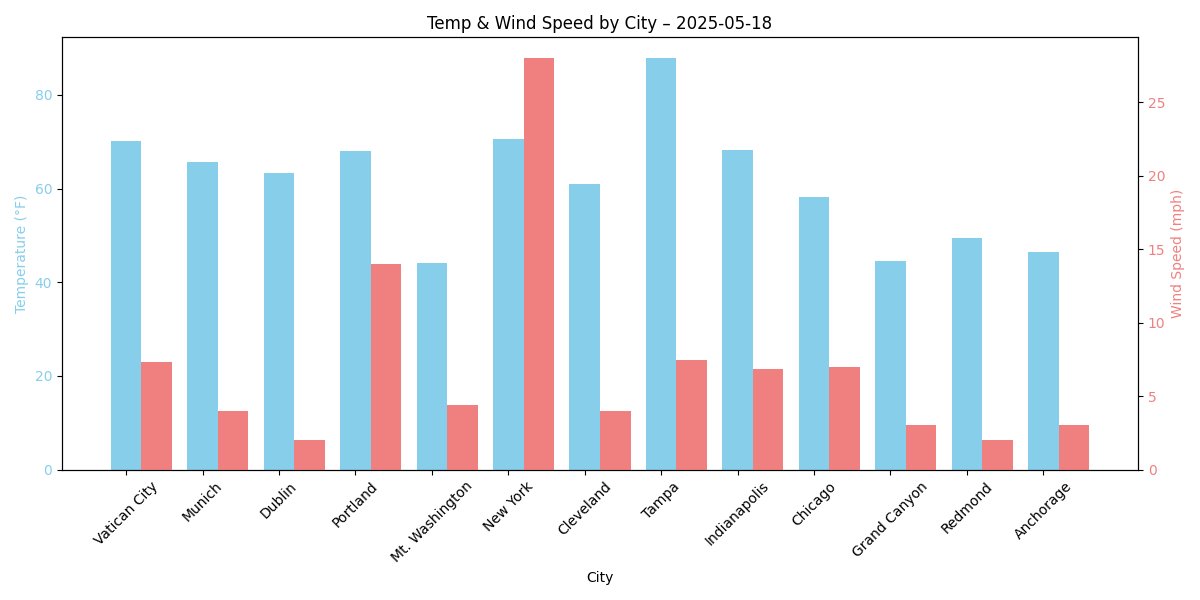 Temp & Wind Speed by City – 2025-05-18
Temperature (°F)
80
60
40
20
0
Wind Speed (mph)
25
20
15
10
5
0
Vatican City
Munich
Dublin
Portland
Mt. Washington
New York
Cleveland
Tampa
Indianapolis
Chicago
Grand Canyon
Redmond
Anchorage
City